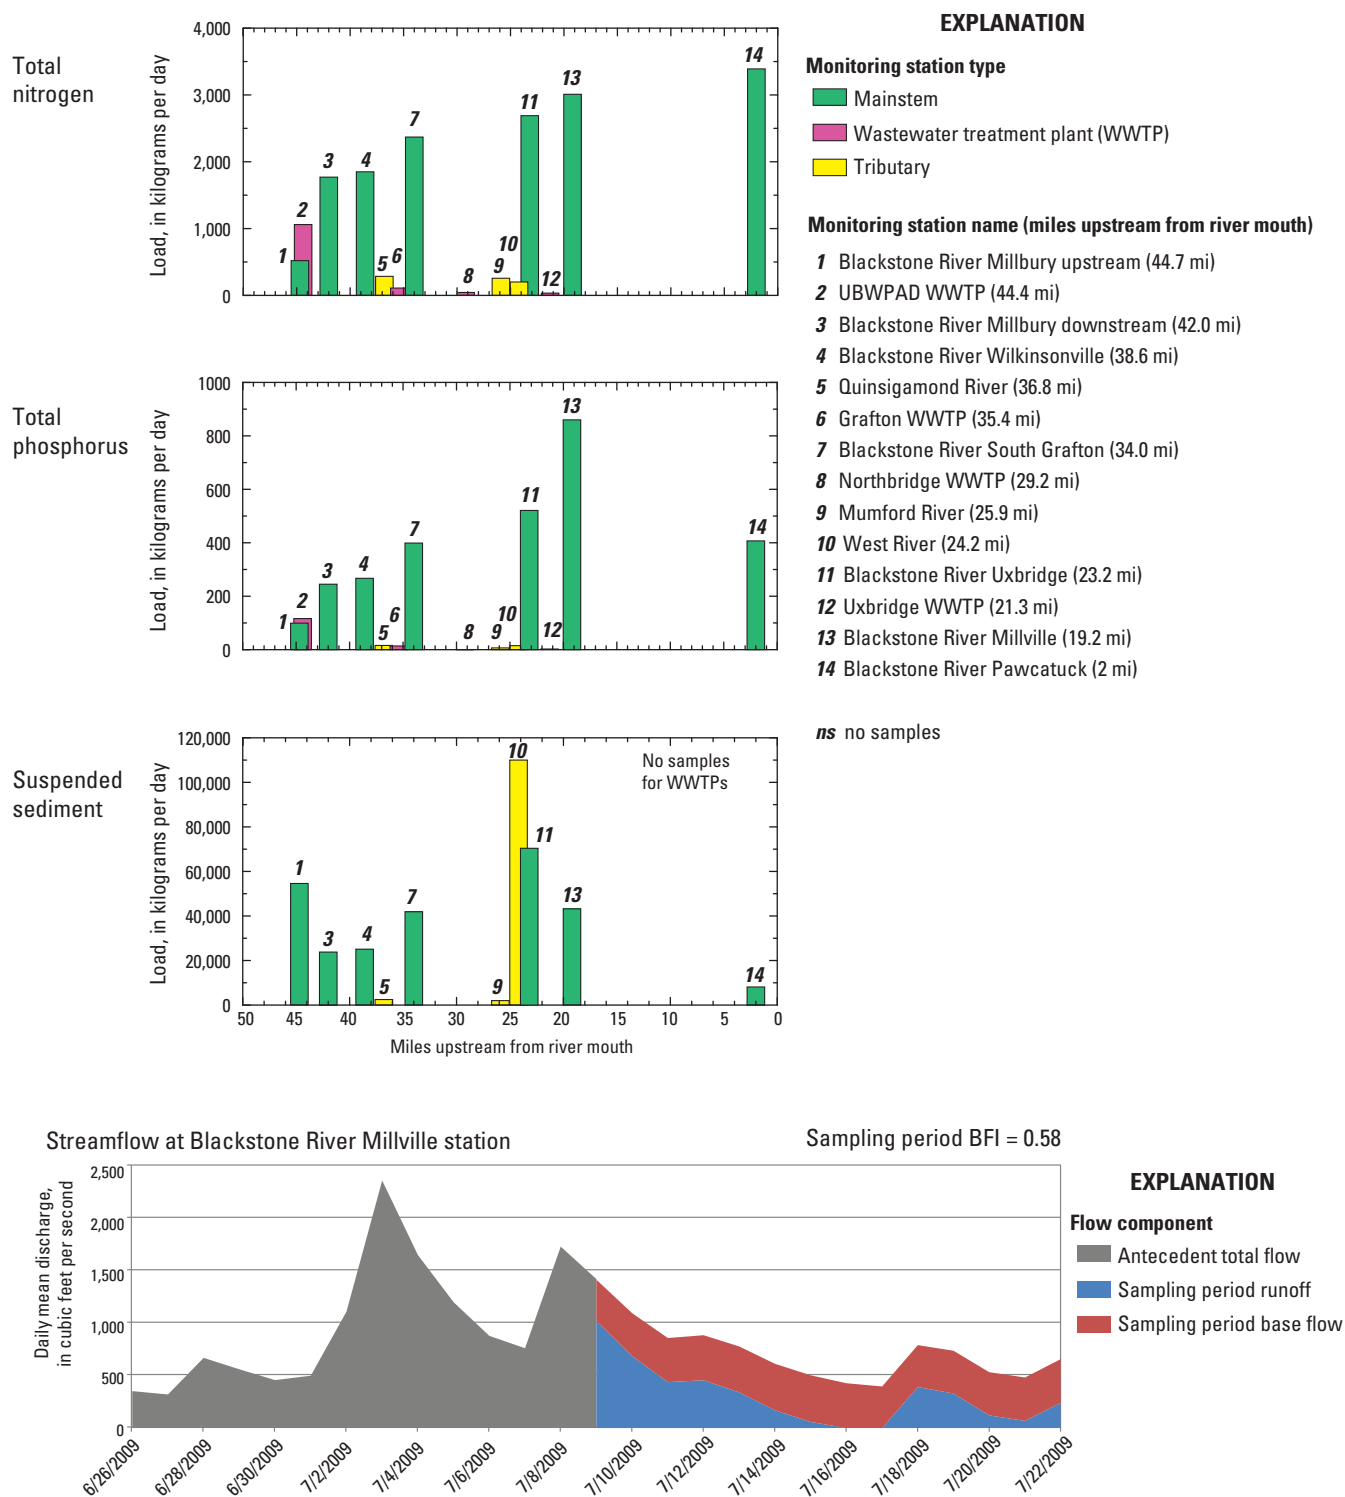 Total
nitrogen
Load, in kilograms per day
4,000
3,000
2,000
1,000
0
1
2
3
4
5
6
7
8
9
10
11
12
13
14
Total
phosphorus
Load, in kilograms per day
1000
800
600
400
200
0
1
2
3
4
5
6
7
8
9
10
11
12
13
14
Suspended
sediment
Load, in kilograms per day
120,000
100,000
80,000
60,000
40,000
20,000
0
1
3
4
5
7
9
10
11
13
14
No samples
for WWTPs
50 45 40 35 30 25 20 15 10 5 0
Miles upstream from river mouth
EXPLANATION
Monitoring station type
Mainstem
Wastewater treatment plant (WWTP)
Tributary
Monitoring station name (miles upstream from river mouth)
1 Blackstone River Millbury upstream (44.7 mi)
2 UBWPAD WWTP (44.4 mi)
3 Blackstone River Millbury downstream (42.0 mi)
4 Blackstone River Wilkinsonville (38.6 mi)
5 Quinsigamond River (36.8 mi)
6 Grafton WWTP (35.4 mi)
7 Blackstone River South Grafton (34.0 mi)
8 Northbridge WWTP (29.2 mi)
9 Mumford River (25.9 mi)
10 West River (24.2 mi)
11 Blackstone River Uxbridge (23.2 mi)
12 Uxbridge WWTP (21.3 mi)
13 Blackstone River Millville (19.2 mi)
14 Blackstone River Pawcatuck (2 mi)
ns no samples
Streamflow at Blackstone River Millville station
Sampling period BFI = 0.58
Daily mean discharge,
in cubic feet per second
2,500
2,000
1,500
1,000
500
0
6/26/2009
6/28/2009
6/30/2009
7/2/2009
7/4/2009
7/6/2009
7/8/2009
7/10/2009
7/12/2009
7/14/2009
7/16/2009
7/18/2009
7/20/2009
7/22/2009
EXPLANATION
Flow component
Antecedent total flow
Sampling period runoff
Sampling period base flow